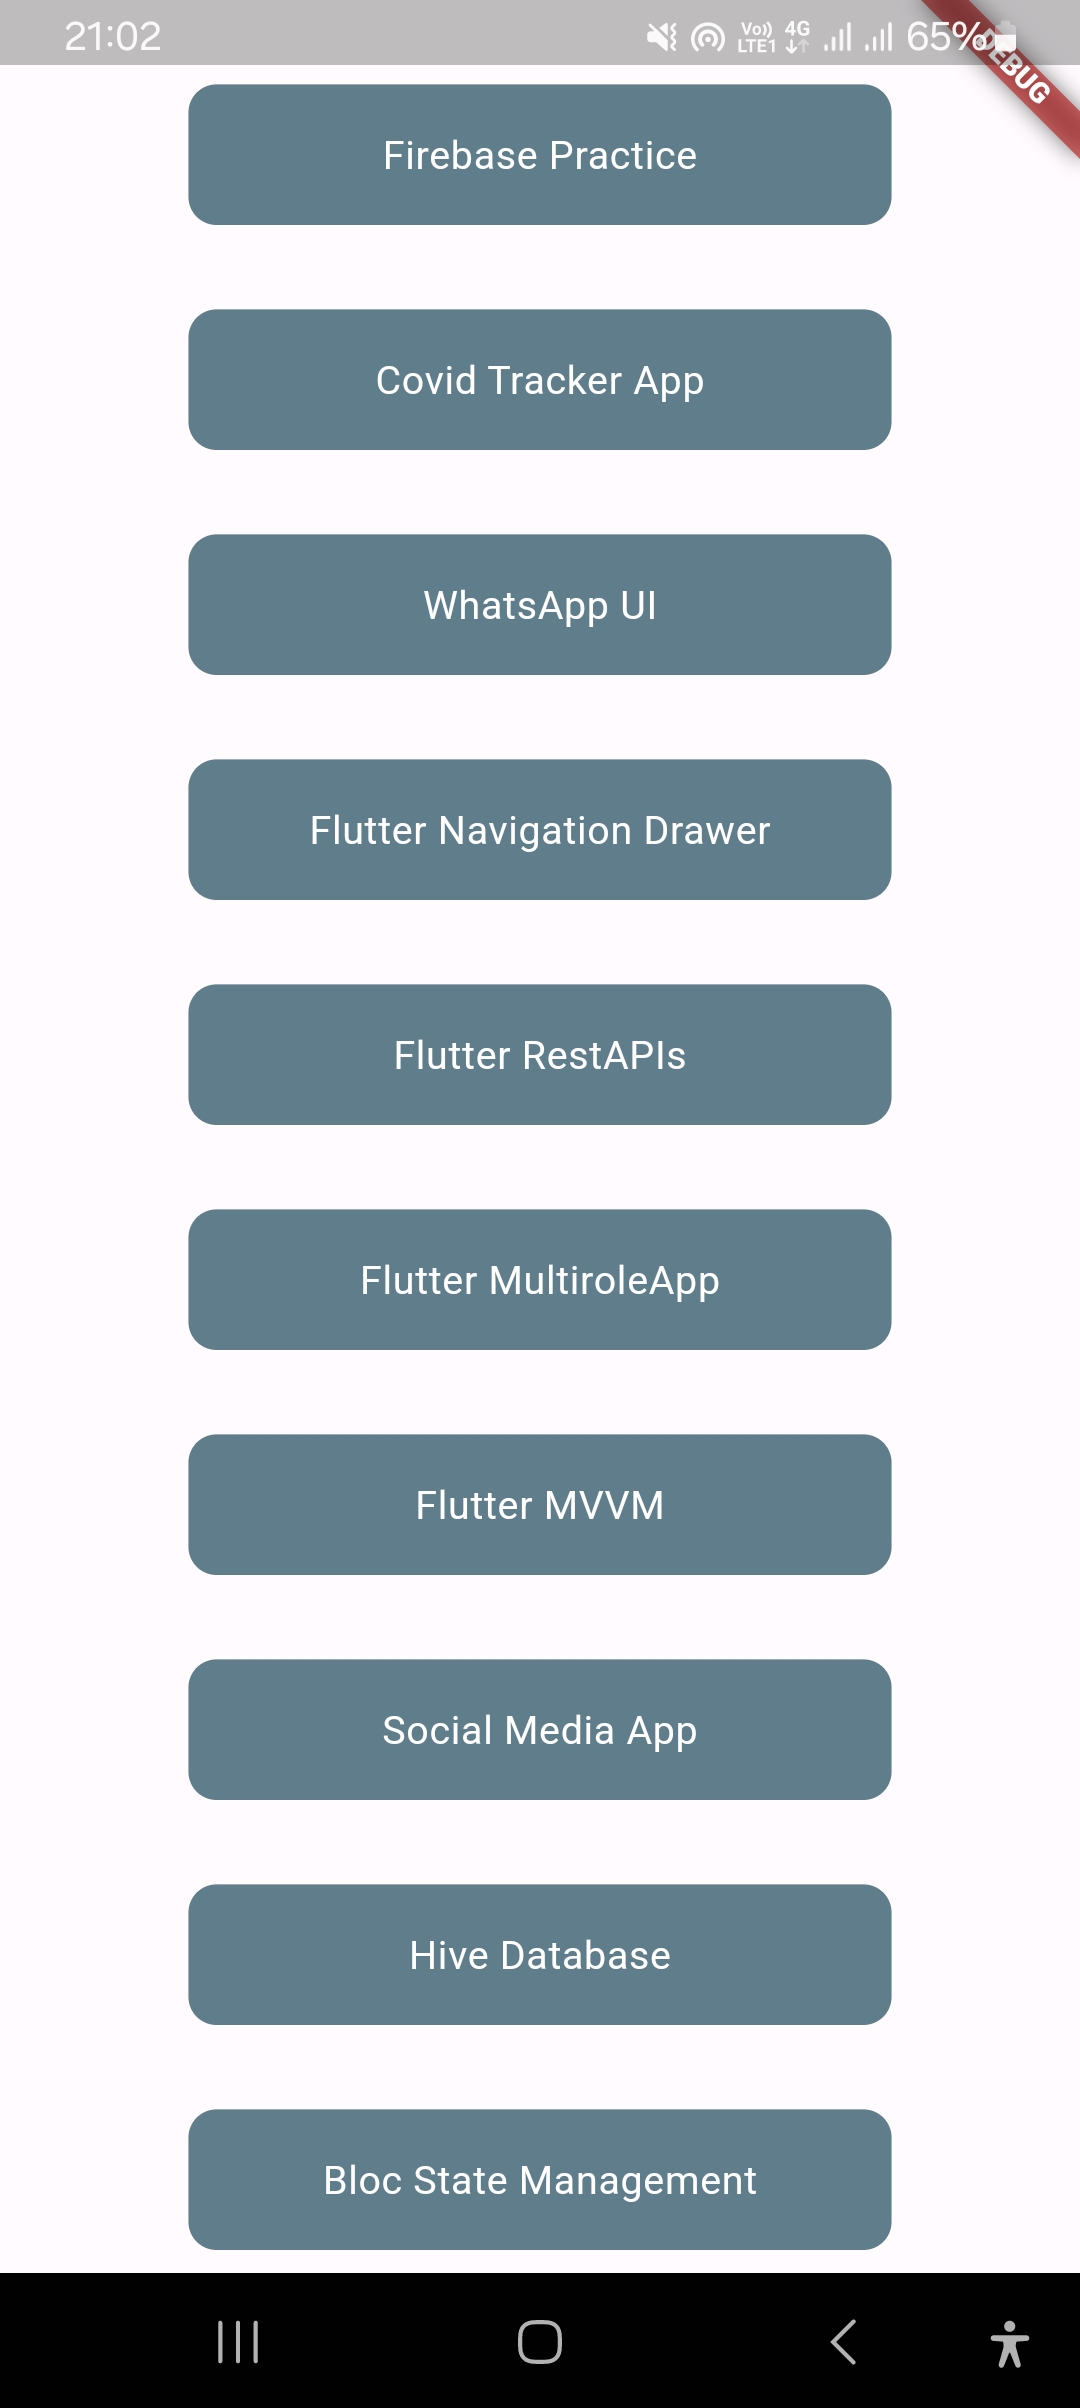 21:02
Vo)) 4G
LTE1
65%
DEBUG
Firebase Practice
Covid Tracker App
WhatsApp UI
Flutter Navigation Drawer
Flutter RestAPIs
Flutter MultiroleApp
Flutter MVVM
Social Media App
Hive Database
Bloc State Management